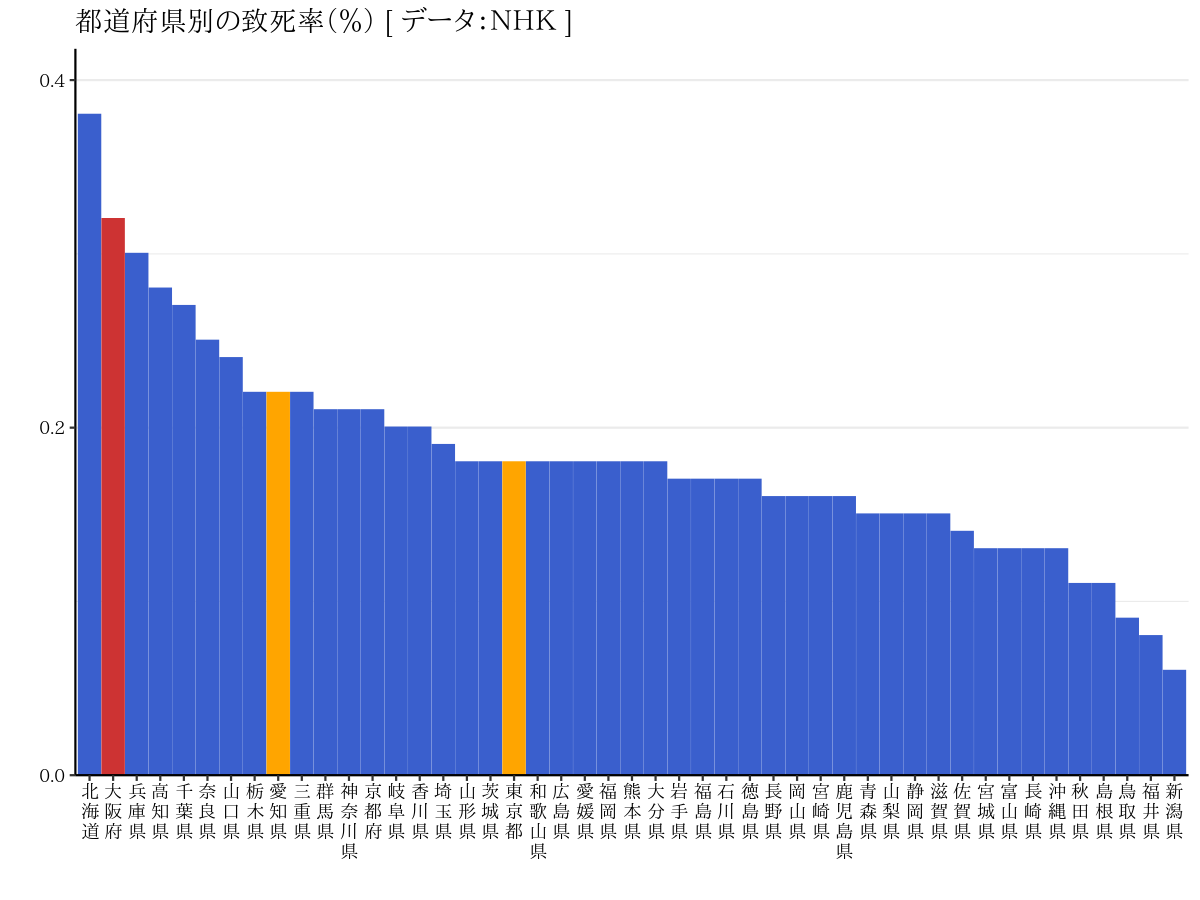 都道府県別の致死率(%) [ データ:NHK ]
0.4
0.2
0.0
北海道
大阪府
兵庫県
高知県
千葉県
奈良県
山口県
栃木県
愛知県
三重県
群馬県
神奈川県
京都府
岐阜県
香川県
埼玉県
山形県
茨城県
東京都
和歌山県
広島県
愛媛県
福岡県
熊本県
大分県
岩手県
福島県
石川県
徳島県
長野県
岡山県
宮崎県
鹿児島県
青森県
山梨県
静岡県
滋賀県
佐賀県
宮城県
富山県
長崎県
沖縄県
秋田県
島根県
鳥取県
福井県
新潟県